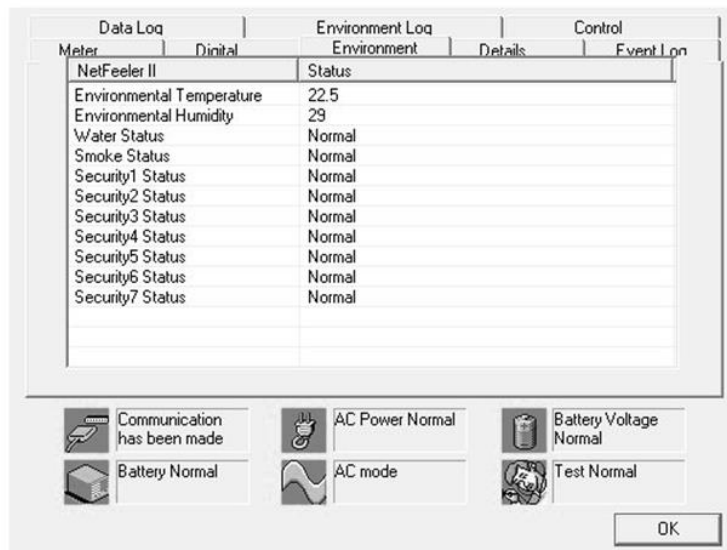 Data Log Environment Log Control
Meter Digital Environment Details Event Log
NetFeeler II Status
Environmental Temperature 22.5
Environmental Humidity 29
Water Status Normal
Smoke Status Normal
Security1 Status Normal
Security2 Status Normal
Security3 Status Normal
Security4 Status Normal
Security5 Status Normal
Security6 Status Normal
Security7 Status Normal
Communication has been made
AC Power Normal
Battery Voltage Normal
Battery Normal
AC mode
Test Normal
OK